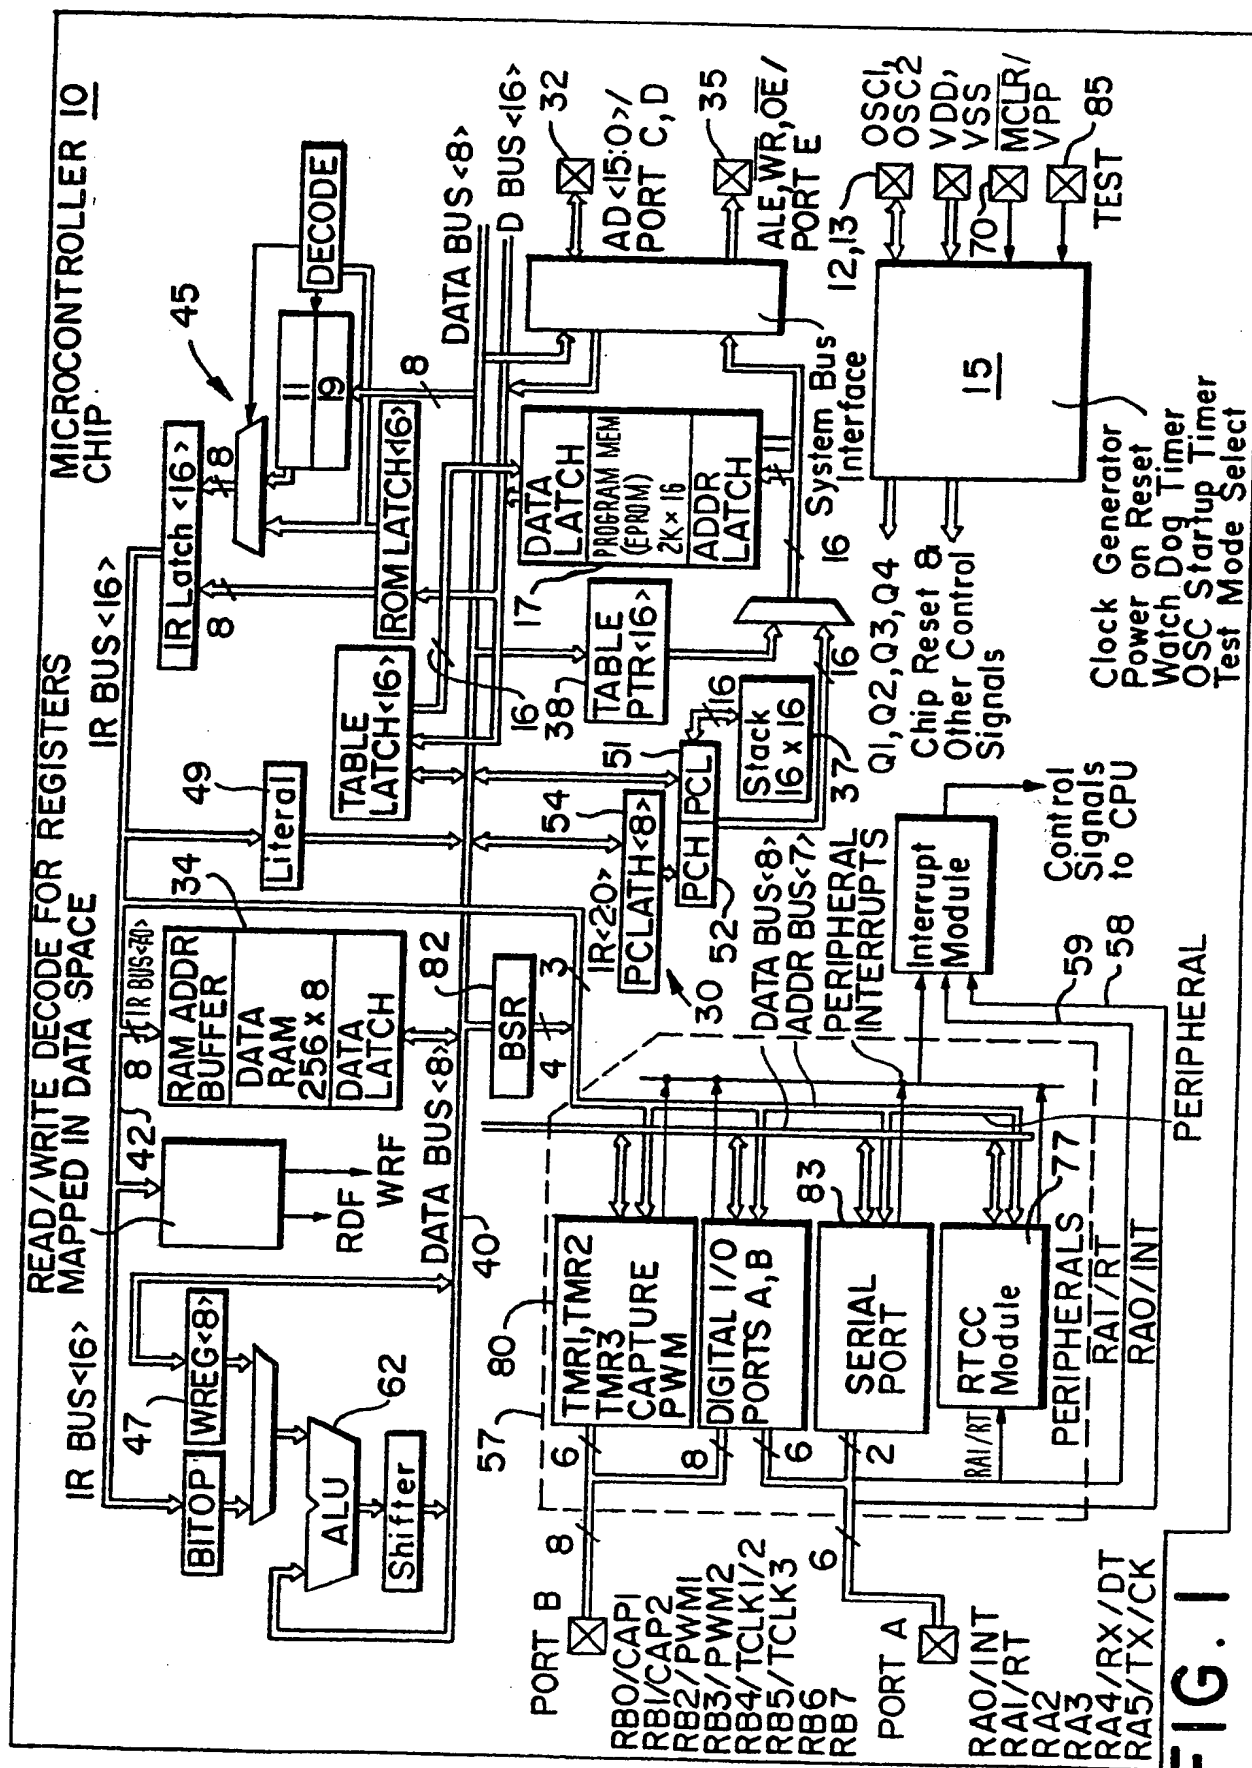 MICROCONTROLLER 10
CHIP
READ/WRITE DECODE FOR REGISTERS
MAPPED IN DATA SPACE
IR BUS<16>
IR BUS<16>
47
BITOP
WREG<8>
62
ALU
Shifter
42
RDF
WRF
DATA BUS<8>
40
8
IR BUS<7:0>
34
RAM ADDR
BUFFER
DATA
RAM
256 x 8
DATA
LATCH
82
BSR
4
3
49
Literal
TABLE
LATCH<16>
IR Latch <16>
8
8
ROM LATCH<16>
45
11
19
DECODE
8
DATA BUS<8>
D BUS<16>
16
17
DATA
LATCH
PROGRAM MEM
(EPROM)
2K x 16
ADDR
LATCH
11
38
TABLE
PTR<16>
IR<2:0>
54
PCLATH<8>
30
51
PCH
PCL
52
16
Stack
16 x 16
37
16
16
System Bus
Interface
32
AD<15:0>/
PORT C,D
35
ALE,WR,OE/
PORT E
12,13
OSC1,
OSC2
VDD,
VSS
70
MCLR/
VPP
85
TEST
15
Q1,Q2,Q3,Q4
Chip Reset &
Other Control
Signals
Clock Generator
Power on Reset
Watch Dog Timer
OSC Startup Timer
Test Mode Select
DATA BUS<8>
ADDR BUS<7>
PERIPHERAL
INTERRUPTS
Interrupt
Module
Control
Signals
to CPU
59
58
57
80
TMR1,TMR2
TMR3
CAPTURE
PWM
6
DIGITAL I/O
PORTS A,B
8
6
83
SERIAL
PORT
2
RTCC
Module
77
RA1/RT
PERIPHERALS
RA1/RT
RA0/INT
PERIPHERAL
PORT B
8
RB0/CAP1
RB1/CAP2
RB2/PWM1
RB3/PWM2
RB4/TCLK1/2
RB5/TCLK3
RB6
RB7
6
PORT A
RA0/INT
RA1/RT
RA2
RA3
RA4/RX/DT
RA5/TX/CK
FIG. 1